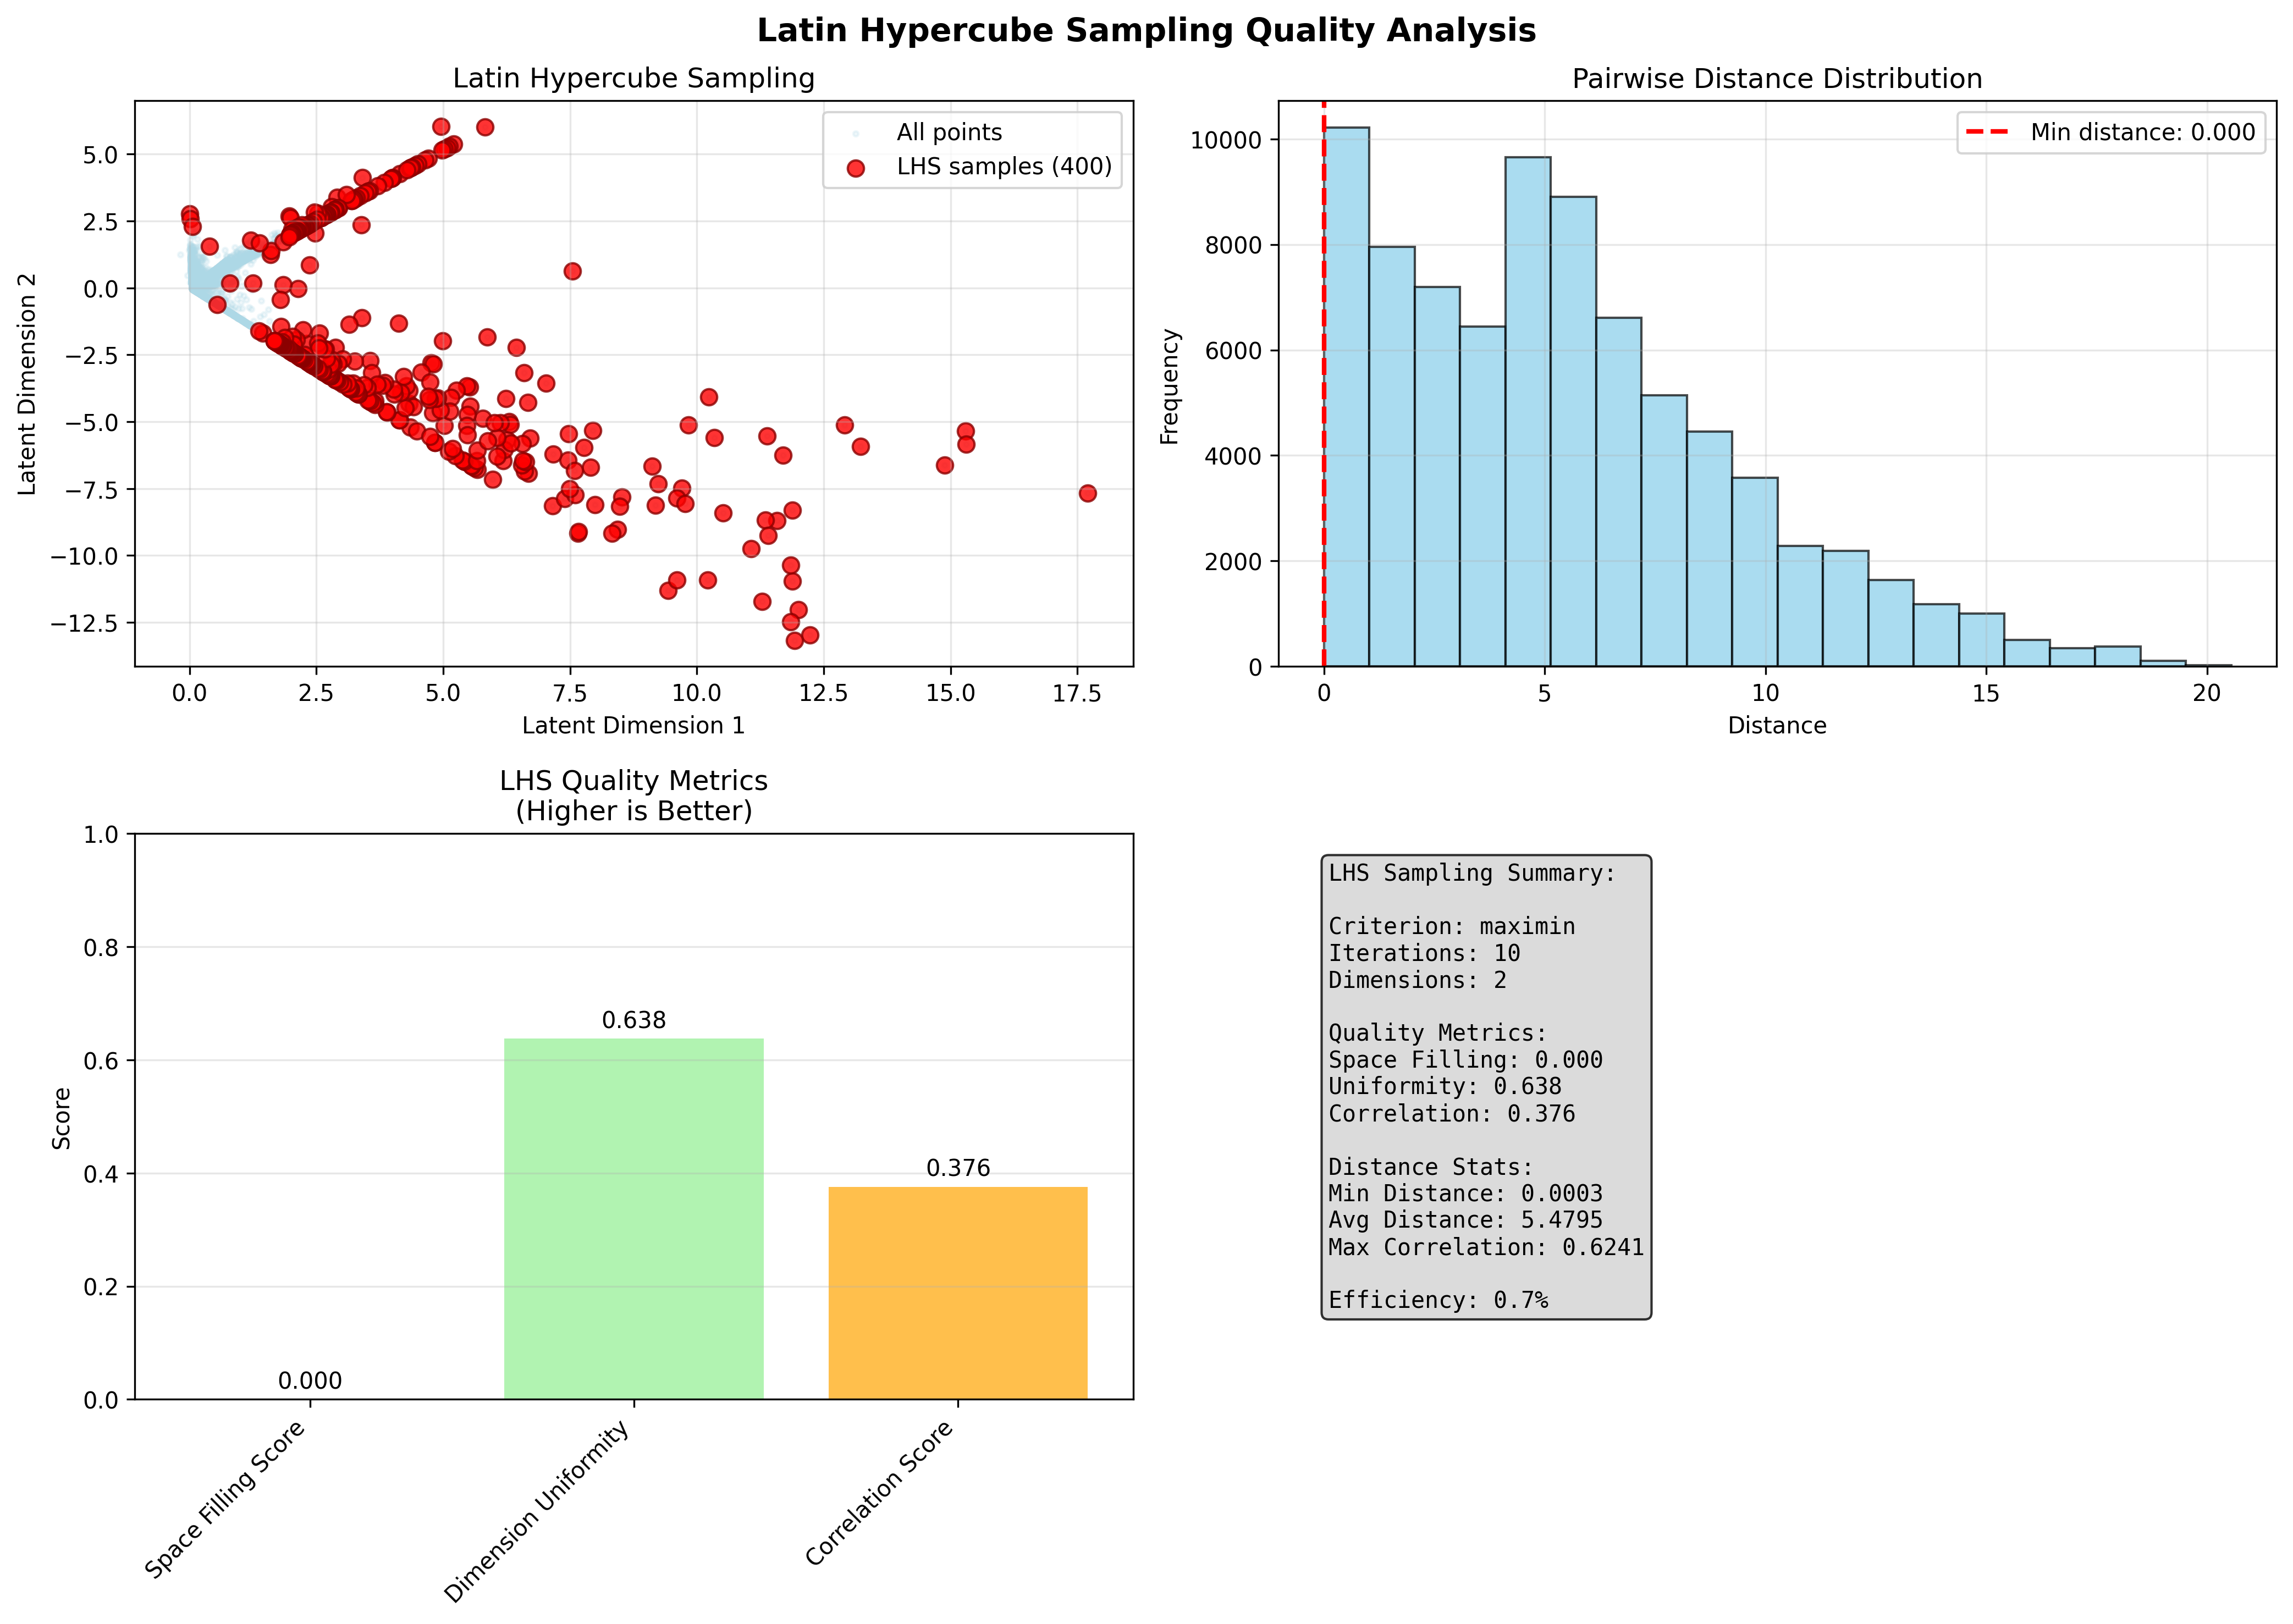 Latin Hypercube Sampling Quality Analysis
Latin Hypercube Sampling
All points
LHS samples (400)
5.0
2.5
0.0
−2.5
−5.0
−7.5
−10.0
−12.5
Latent Dimension 2
0.0 2.5 5.0 7.5 10.0 12.5 15.0 17.5
Latent Dimension 1
Pairwise Distance Distribution
Min distance: 0.000
10000
8000
6000
4000
2000
0
Frequency
0 5 10 15 20
Distance
LHS Quality Metrics
(Higher is Better)
1.0
0.8
0.6
0.4
0.2
0.0
Score
0.000
0.638
0.376
Space Filling Score
Dimension Uniformity
Correlation Score
LHS Sampling Summary:
Criterion: maximin
Iterations: 10
Dimensions: 2
Quality Metrics:
Space Filling: 0.000
Uniformity: 0.638
Correlation: 0.376
Distance Stats:
Min Distance: 0.0003
Avg Distance: 5.4795
Max Correlation: 0.6241
Efficiency: 0.7%